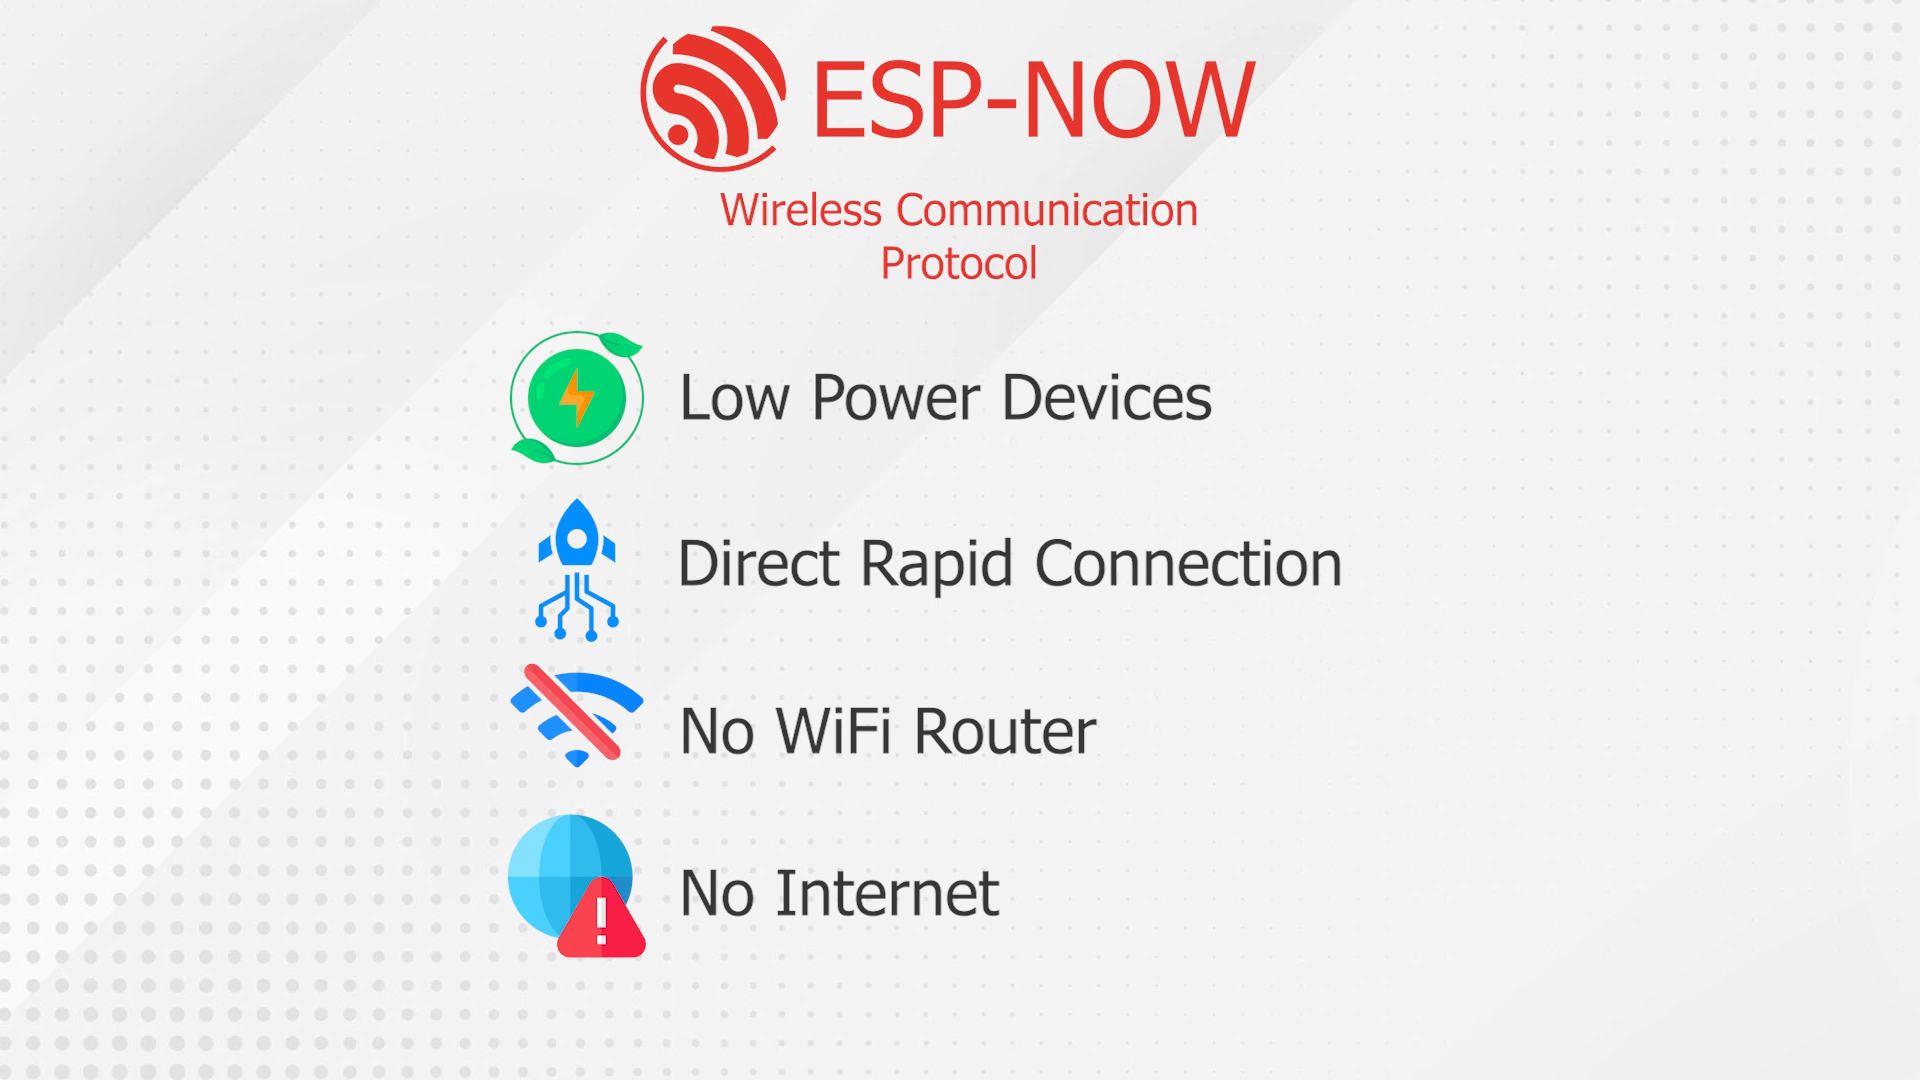 ESP-NOW
Wireless Communication
Protocol
Low Power Devices
Direct Rapid Connection
No WiFi Router
No Internet